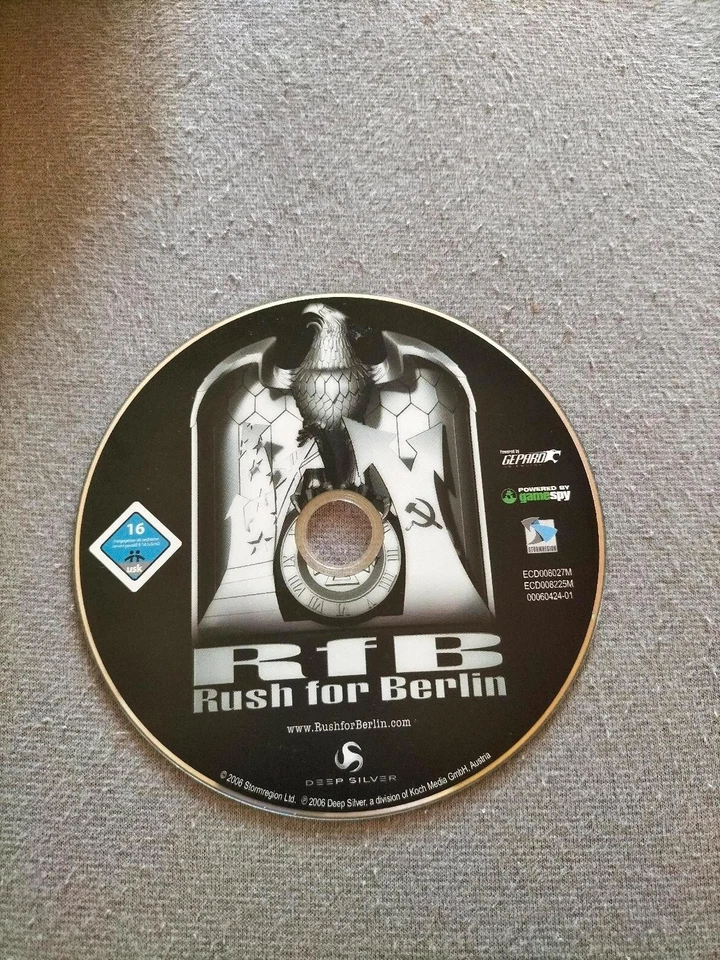 Powered by
GEPARD
POWERED BY
gamespy
16
usk
STORMREGION
ECD008027M
ECD008225M
00060424-01
RfB
Rush for Berlin
www.RushforBerlin.com
DEEP SILVER
© 2006 Stormregion Ltd. ℗ 2006 Deep Silver, a division of Koch Media GmbH, Austria